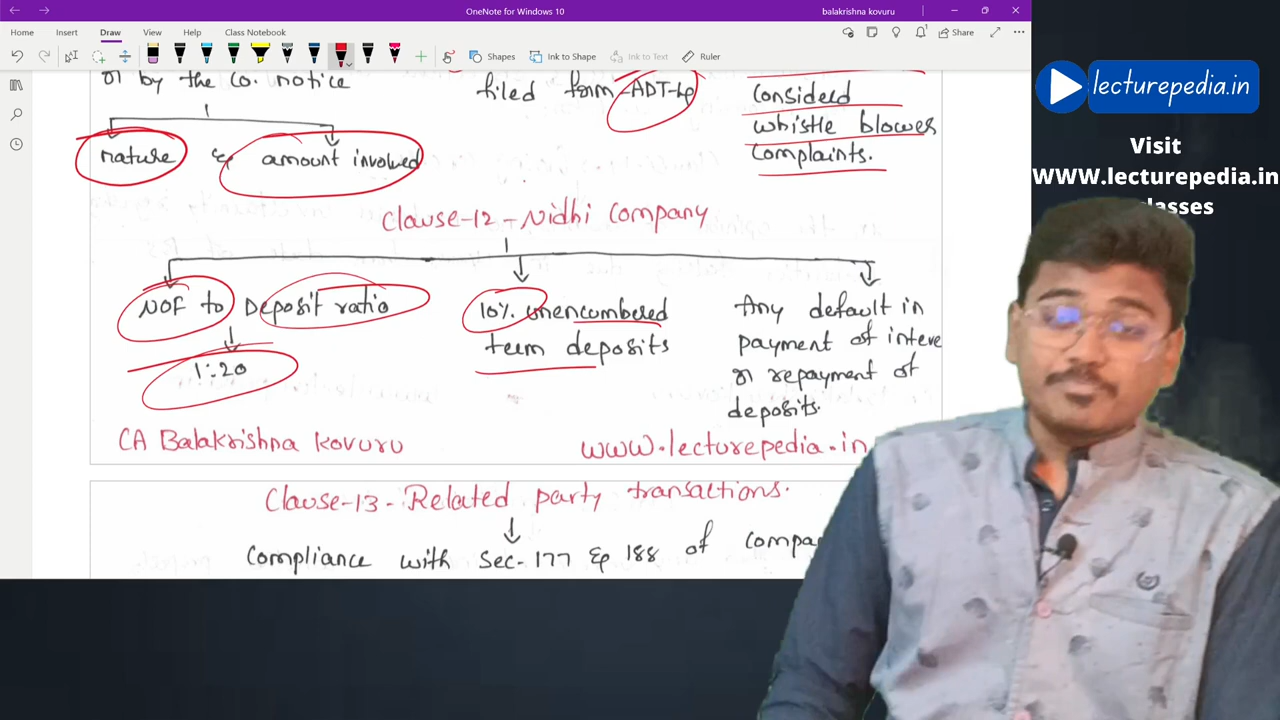 OneNote for Windows 10
balakrishna kovuru
Home Insert Draw View Help Class Notebook
Share
Shapes Ink to Shape Ink to Text Ruler
or by the Co. notice
nature & amount involved
filed form - ADT-4
Considered
whistle blower
Complaints.
Clause-12 - Nidhi Company
NOF to Deposit ratio
1:20
10% unencumbered
term deposits
Any default in
payment of intere
or repayment of
deposits.
CA Balakrishna Kovuru
www.lecturepedia.in
Clause-13 - Related party transactions.
Compliance with Sec-177 & 188 of compa
lecturepedia.in
Visit
WWW.lecturepedia.in
classes